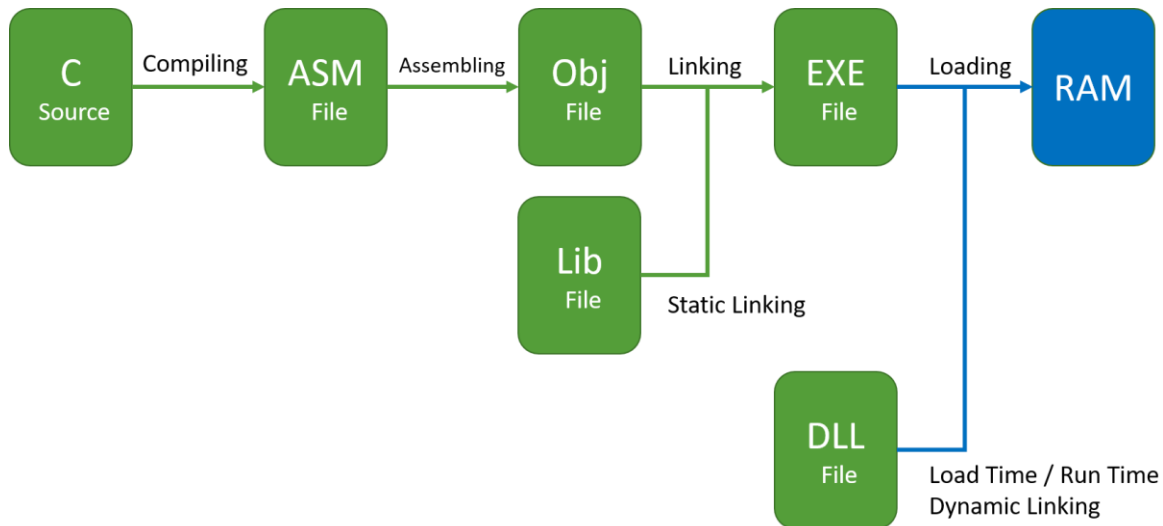 C
Source
Compiling
ASM
File
Assembling
Obj
File
Linking
EXE
File
Loading
RAM
Lib
File
Static Linking
DLL
File
Load Time / Run Time
Dynamic Linking